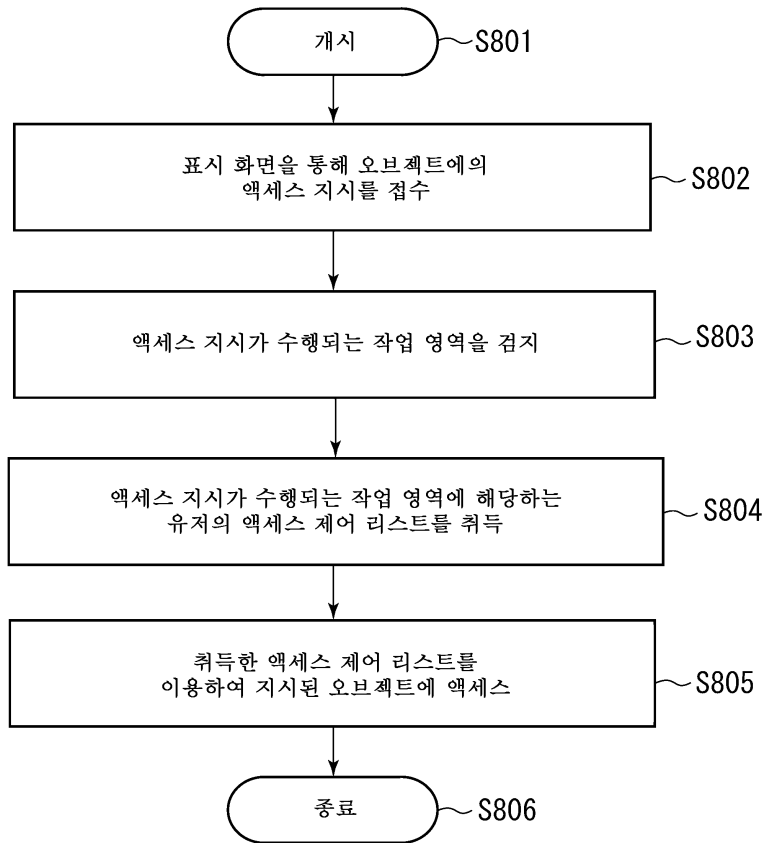 개시
S801
표시 화면을 통해 오브젝트에의
액세스 지시를 접수
S802
액세스 지시가 수행되는 작업 영역을 검지
S803
액세스 지시가 수행되는 작업 영역에 해당하는
유저의 액세스 제어 리스트를 취득
S804
취득한 액세스 제어 리스트를
이용하여 지시된 오브젝트에 액세스
S805
종료
S806